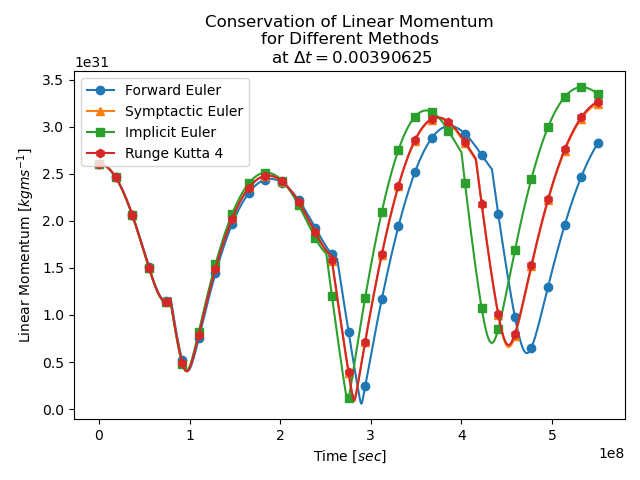 Conservation of Linear Momentum
for Different Methods
at Δt = 0.00390625
1e31
Forward Euler
Symptactic Euler
Implicit Euler
Runge Kutta 4
Linear Momentum [kgms⁻¹]
3.5
3.0
2.5
2.0
1.5
1.0
0.5
0.0
0
1
2
3
4
5
Time [sec]
1e8